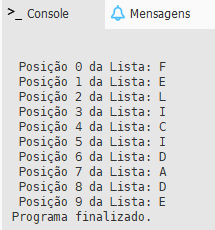 >_ Console Mensagens
Posição 0 da Lista: F
Posição 1 da Lista: E
Posição 2 da Lista: L
Posição 3 da Lista: I
Posição 4 da Lista: C
Posição 5 da Lista: I
Posição 6 da Lista: D
Posição 7 da Lista: A
Posição 8 da Lista: D
Posição 9 da Lista: E
Programa finalizado.